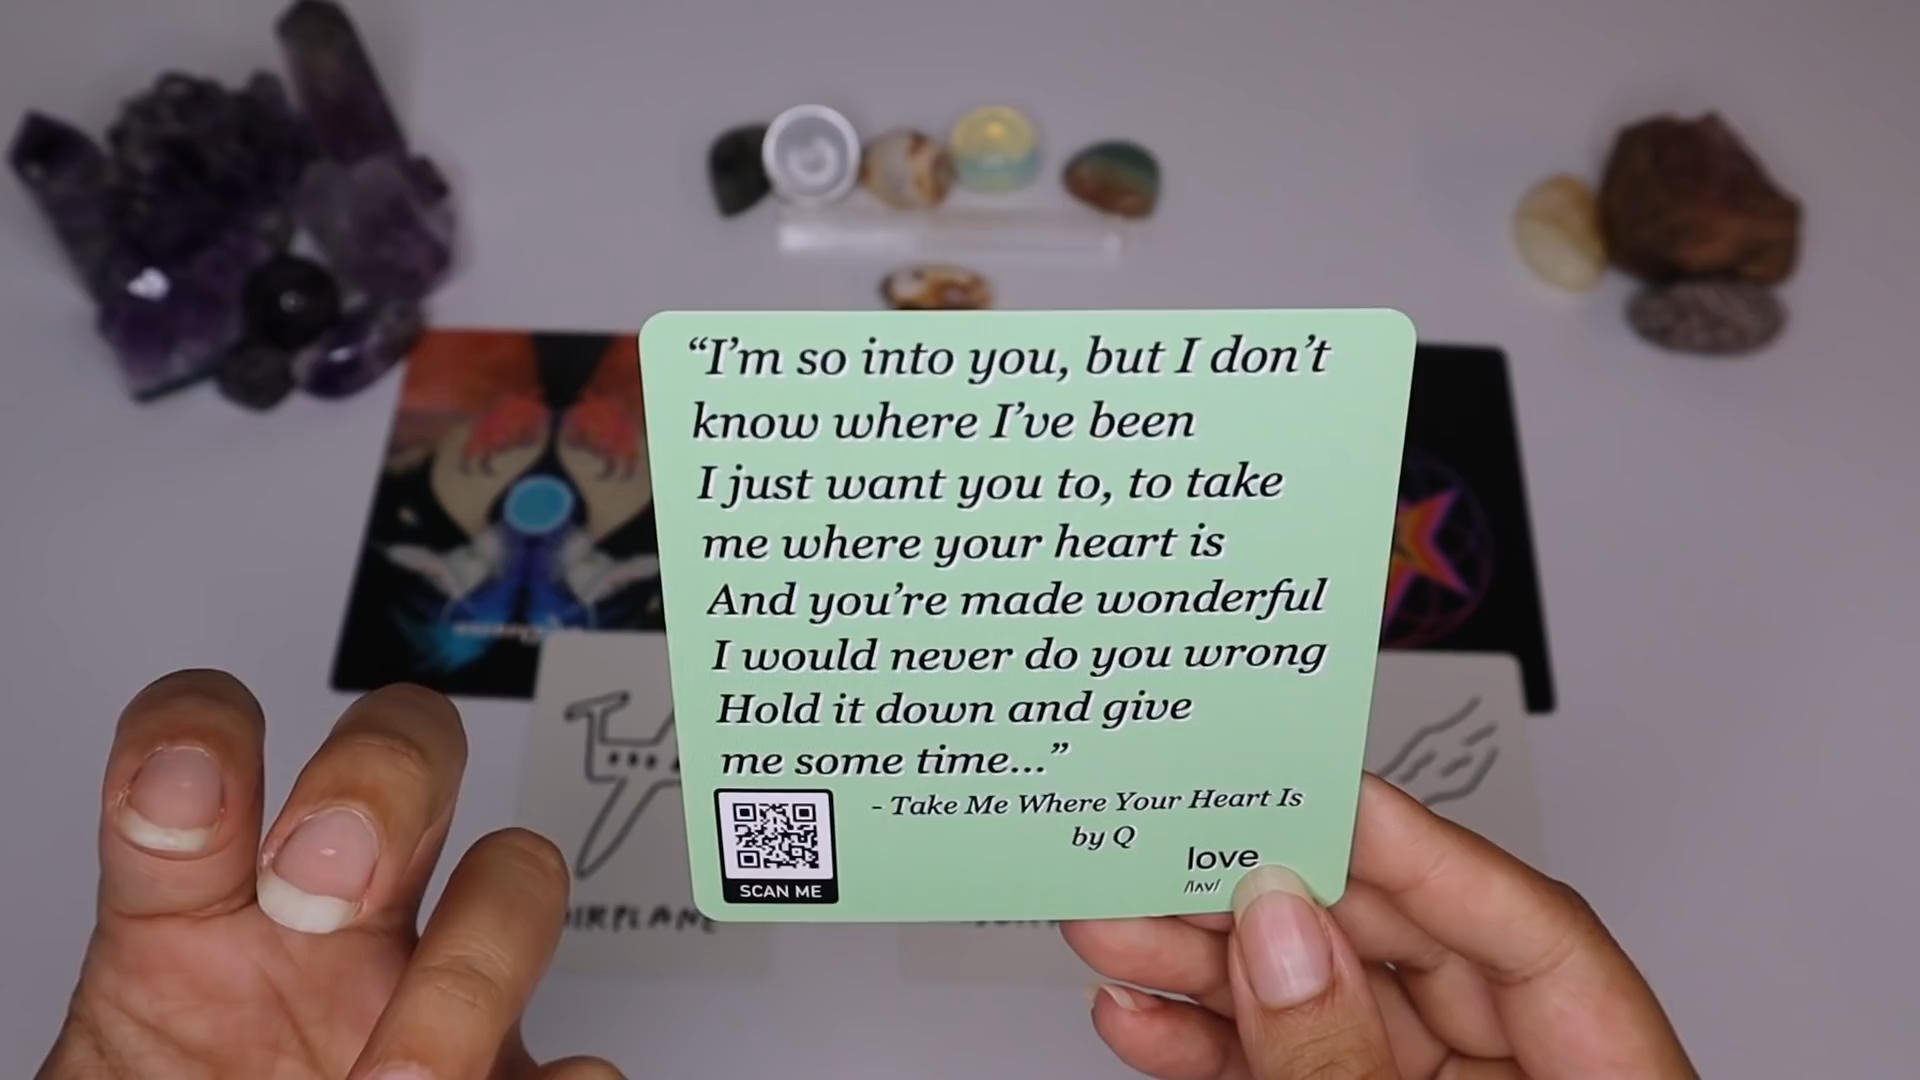 “I’m so into you, but I don’t
know where I’ve been
I just want you to, to take
me where your heart is
And you’re made wonderful
I would never do you wrong
Hold it down and give
me some time...”
- Take Me Where Your Heart Is
by Q
love
/lʌv/
SCAN ME
AIRPLANE